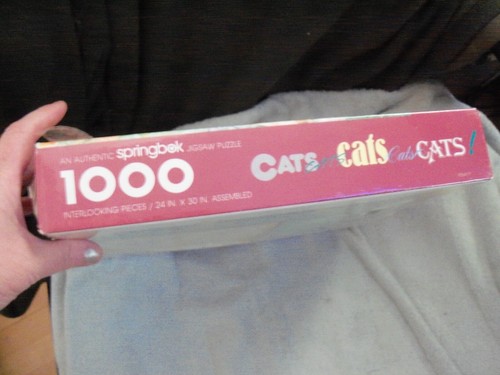 AN AUTHENTIC springbok JIGSAW PUZZLE
1000
INTERLOCKING PIECES / 24 IN. X 30 IN. ASSEMBLED
CATS cats Cats CATS!